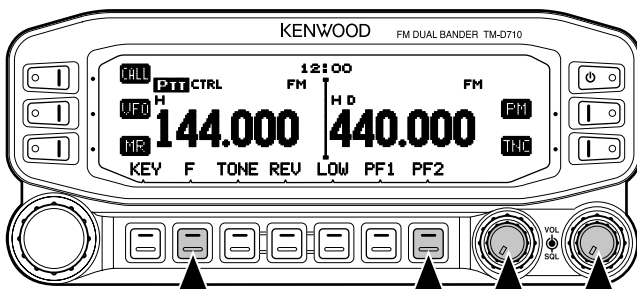 KENWOOD FM DUAL BANDER TM-D710
CALL 12:00
PTT CTRL FM FM
VFO H H D PM
144.000 440.000
MR TNC
KEY F TONE REV LOW PF1 PF2
VOL
SQL